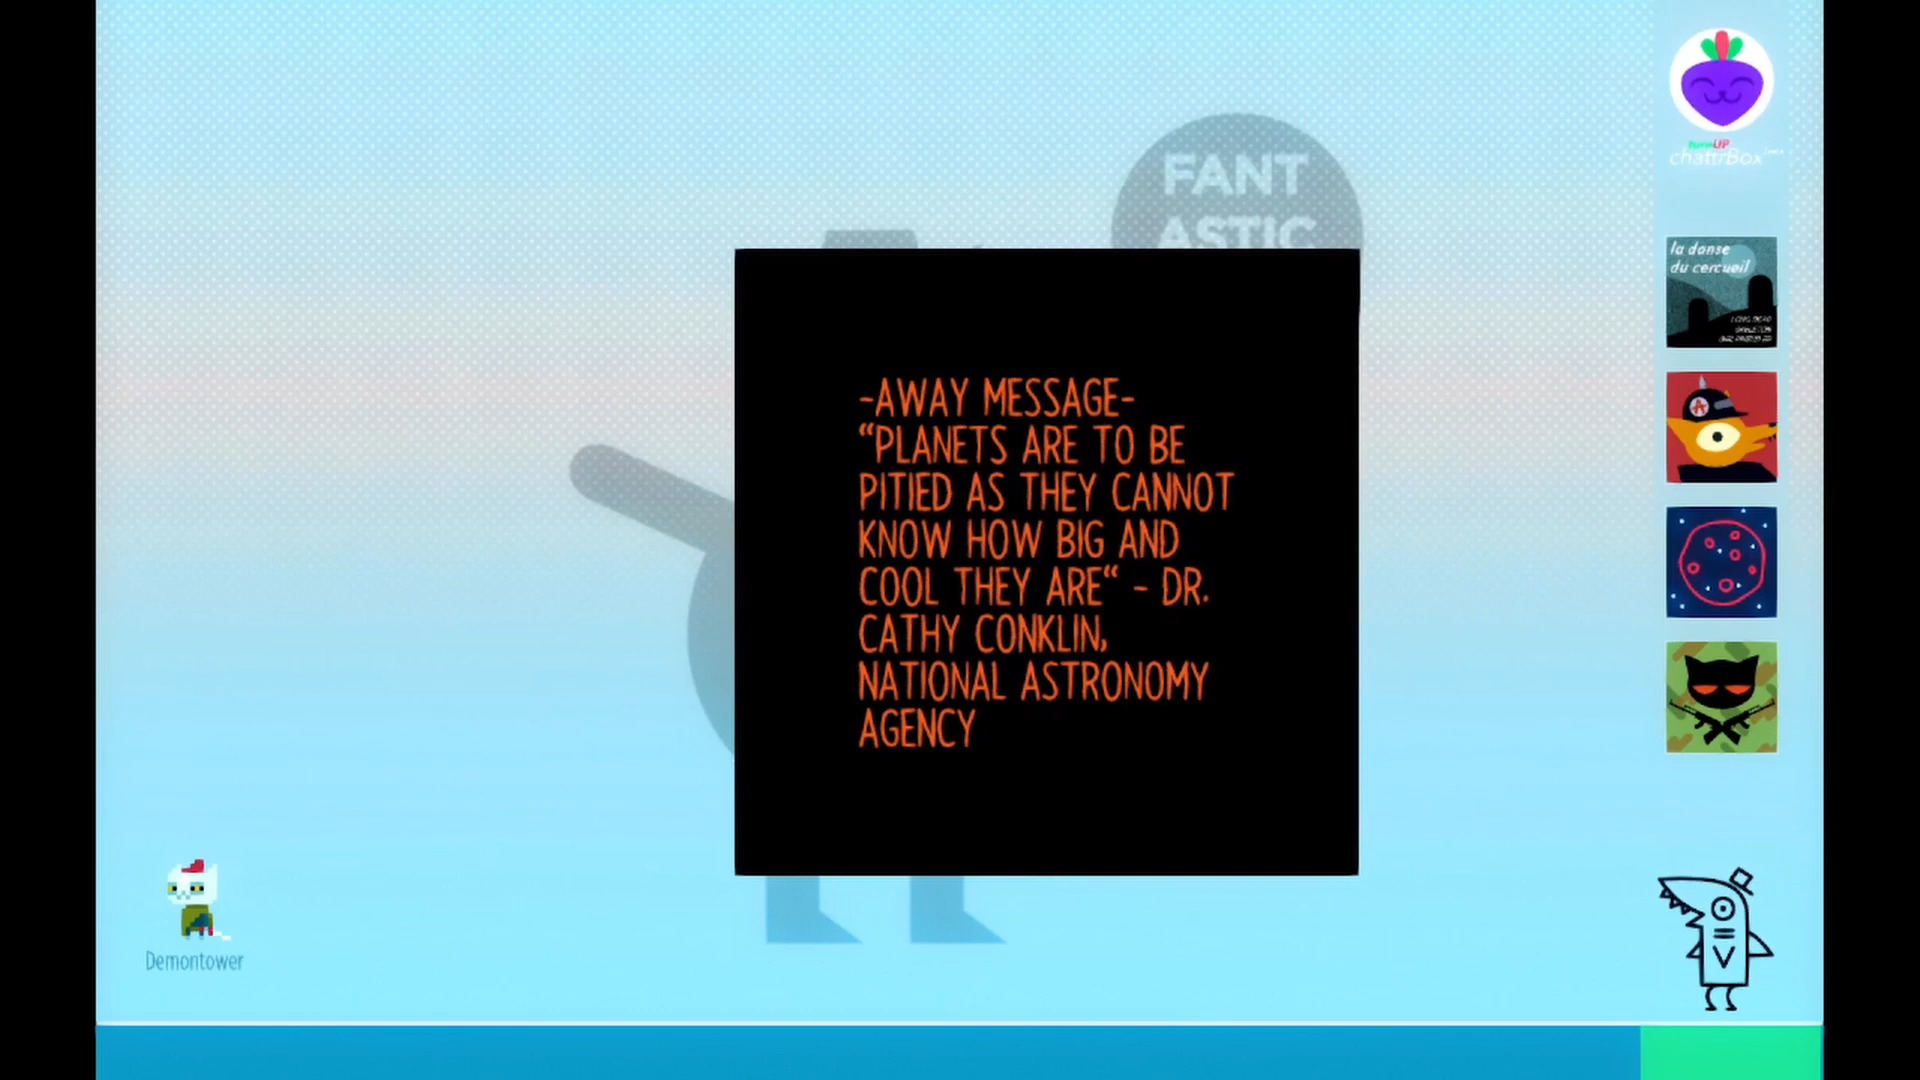 FANT
ASTIC
turnUP
chattrBox
la danse
du cercueil
-AWAY MESSAGE-
“PLANETS ARE TO BE
PITIED AS THEY CANNOT
KNOW HOW BIG AND
COOL THEY ARE“ - DR.
CATHY CONKLIN,
NATIONAL ASTRONOMY
AGENCY
A
Demontower